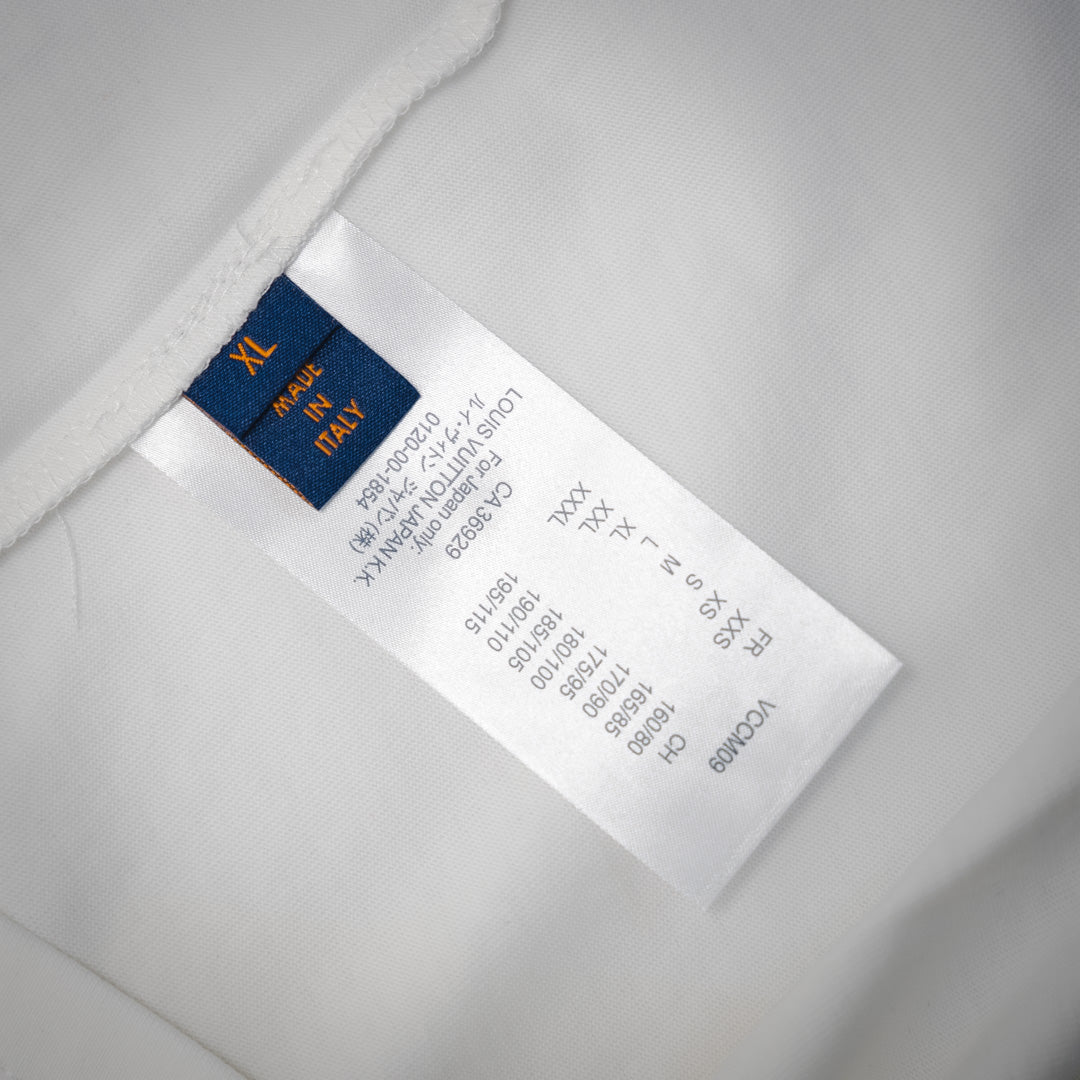 XL
MADE
IN
ITALY
VCCM09
FR CH
XXS 160/80
XS 165/85
S 170/90
M 175/95
L 180/100
XL 185/105
XXL 190/110
XXXL 195/115
CA 36929
For Japan only:
LOUIS VUITTON JAPAN K.K.
ルイ・ヴィトン ジャパン(株)
0120-00-1854